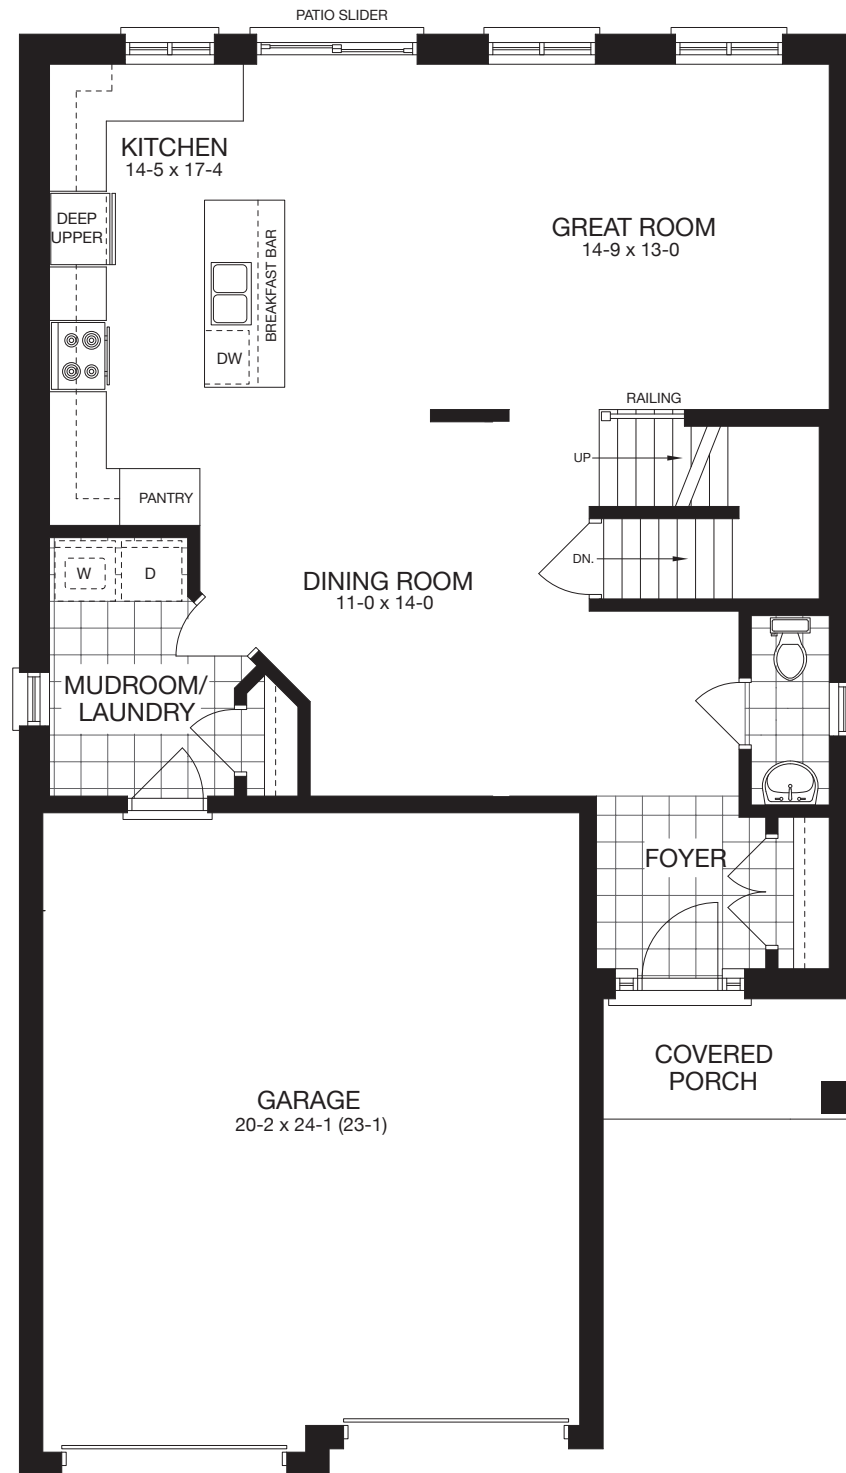 PATIO SLIDER
KITCHEN
14-5 x 17-4
DEEP
UPPER
BREAKFAST BAR
DW
GREAT ROOM
14-9 x 13-0
RAILING
UP
PANTRY
DN.
W
D
DINING ROOM
11-0 x 14-0
MUDROOM/
LAUNDRY
FOYER
COVERED
PORCH
GARAGE
20-2 x 24-1 (23-1)